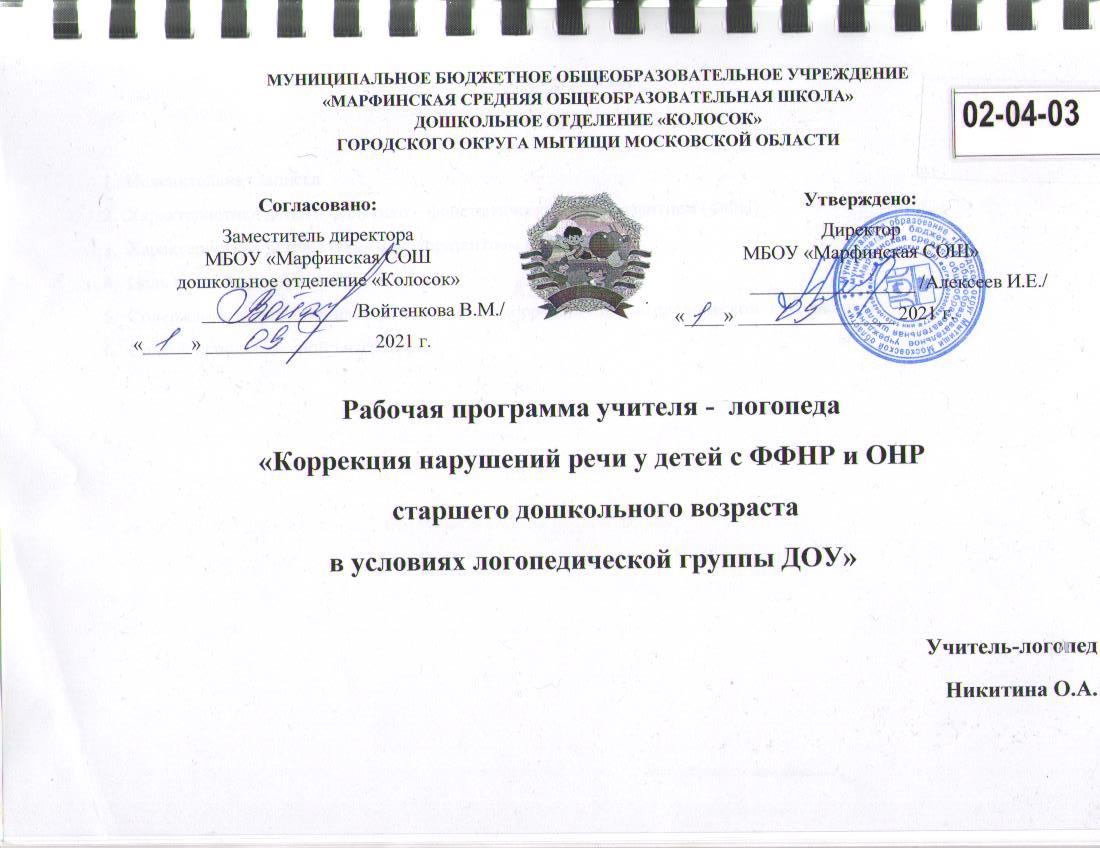 МУНИЦИПАЛЬНОЕ БЮДЖЕТНОЕ ОБЩЕОБРАЗОВАТЕЛЬНОЕ УЧРЕЖДЕНИЕ
«МАРФИНСКАЯ СРЕДНЯЯ ОБЩЕОБРАЗОВАТЕЛЬНАЯ ШКОЛА»
ДОШКОЛЬНОЕ ОТДЕЛЕНИЕ «КОЛОСОК»
ГОРОДСКОГО ОКРУГА МЫТИЩИ МОСКОВСКОЙ ОБЛАСТИ
02-04-03
Согласовано:
Заместитель директора
МБОУ «Марфинская СОШ
дошкольное отделение «Колосок»
/Войтенкова В.М./
« 1 » 09 2021 г.
Утверждено:
Директор
МБОУ «Марфинская СОШ»
/Алексеев И.Е./
« 1 » 09 2021 г.
Рабочая программа учителя - логопеда
«Коррекция нарушений речи у детей с ФФНР и ОНР
старшего дошкольного возраста
в условиях логопедической группы ДОУ»
Учитель-логопед
Никитина О.А.